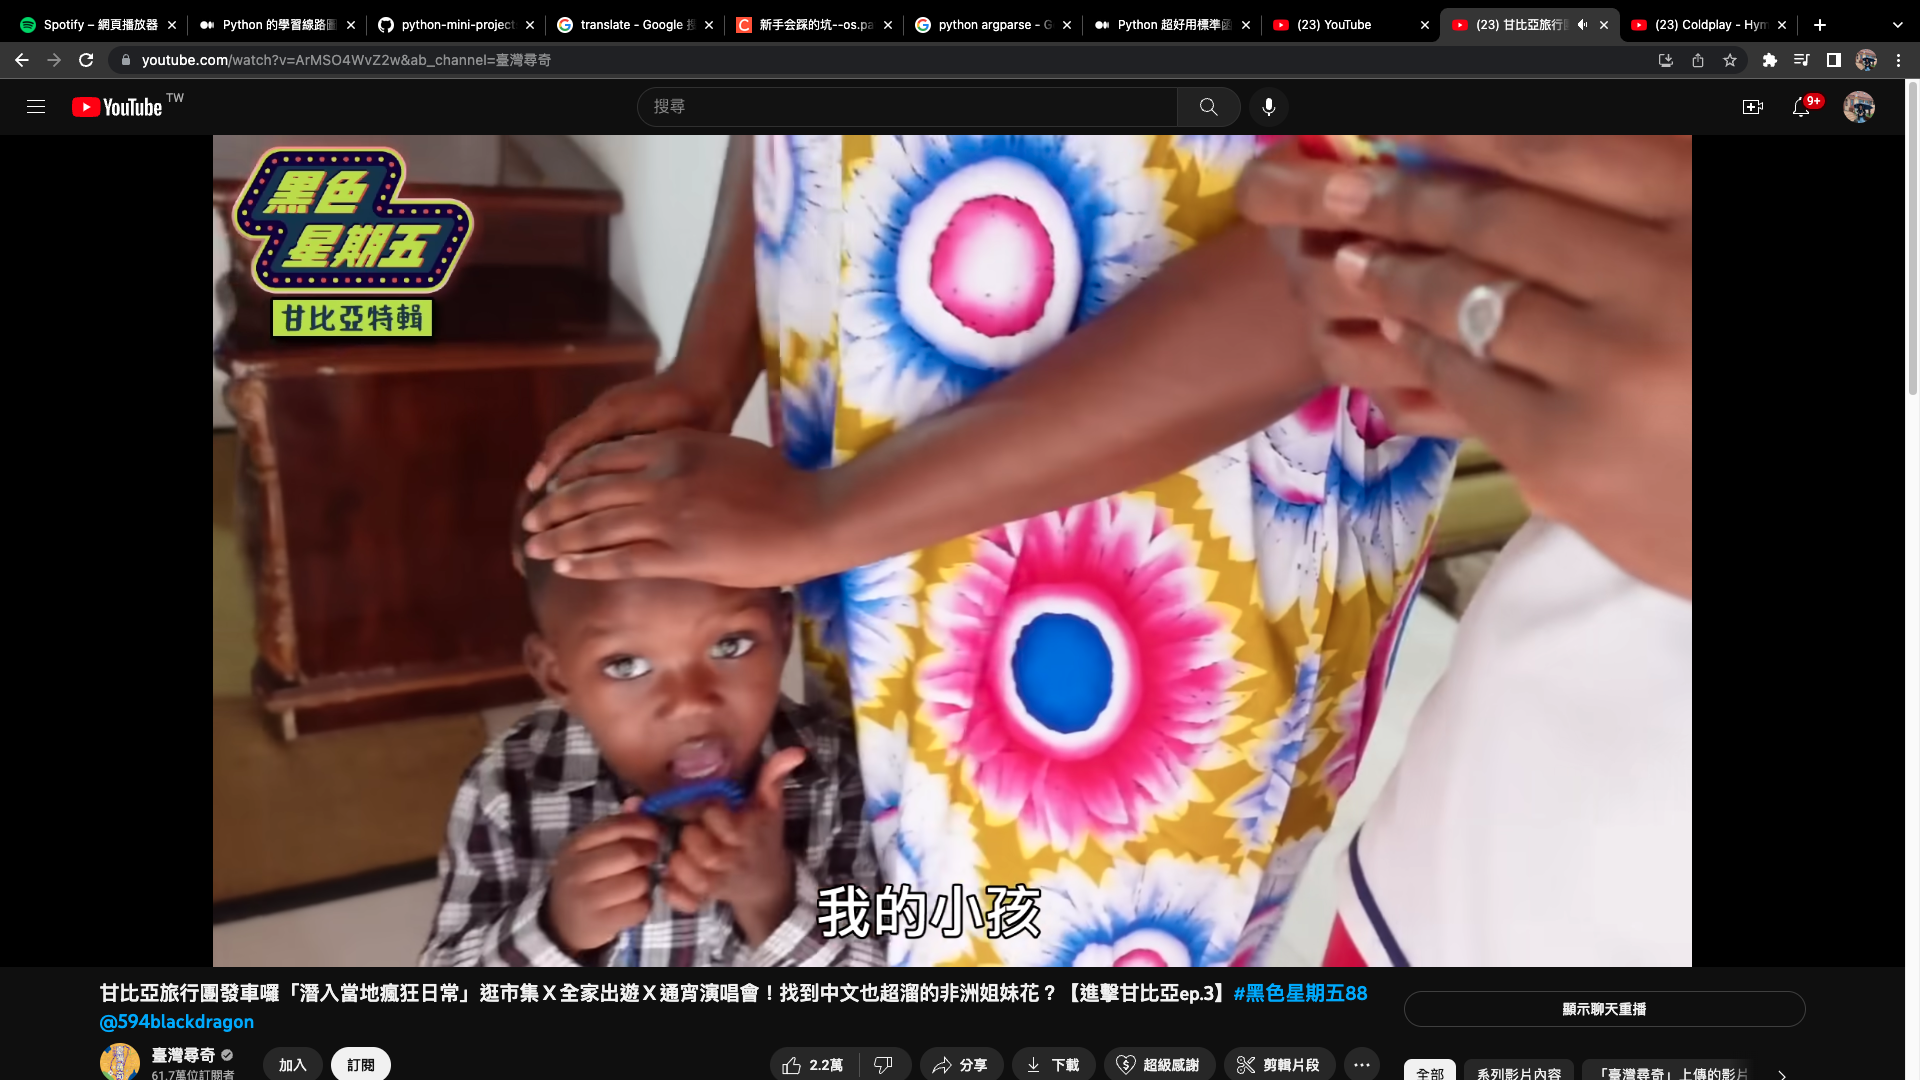 Spotify – 網頁播放器
Python 的學習線路圖
python-mini-project
translate - Google 搜
新手会踩的坑--os.pa
python argparse - G
Python 超好用標準函
(23) YouTube
(23) 甘比亞旅行團
(23) Coldplay - Hym
youtube.com/watch?v=ArMSO4WvZ2w&ab_channel=臺灣尋奇
YouTube TW
搜尋
9+
黑色
星期五
甘比亞特輯
我的小孩
甘比亞旅行團發車囉「潛入當地瘋狂日常」逛市集Ｘ全家出遊Ｘ通宵演唱會！找到中文也超溜的非洲姐妹花？【進擊甘比亞ep.3】#黑色星期五88
@594blackdragon
顯示聊天重播
臺灣尋奇
61.7萬位訂閱者
加入
訂閱
2.2萬
分享
下載
超級感謝
剪輯片段
全部
系列影片內容
「臺灣尋奇」上傳的影片